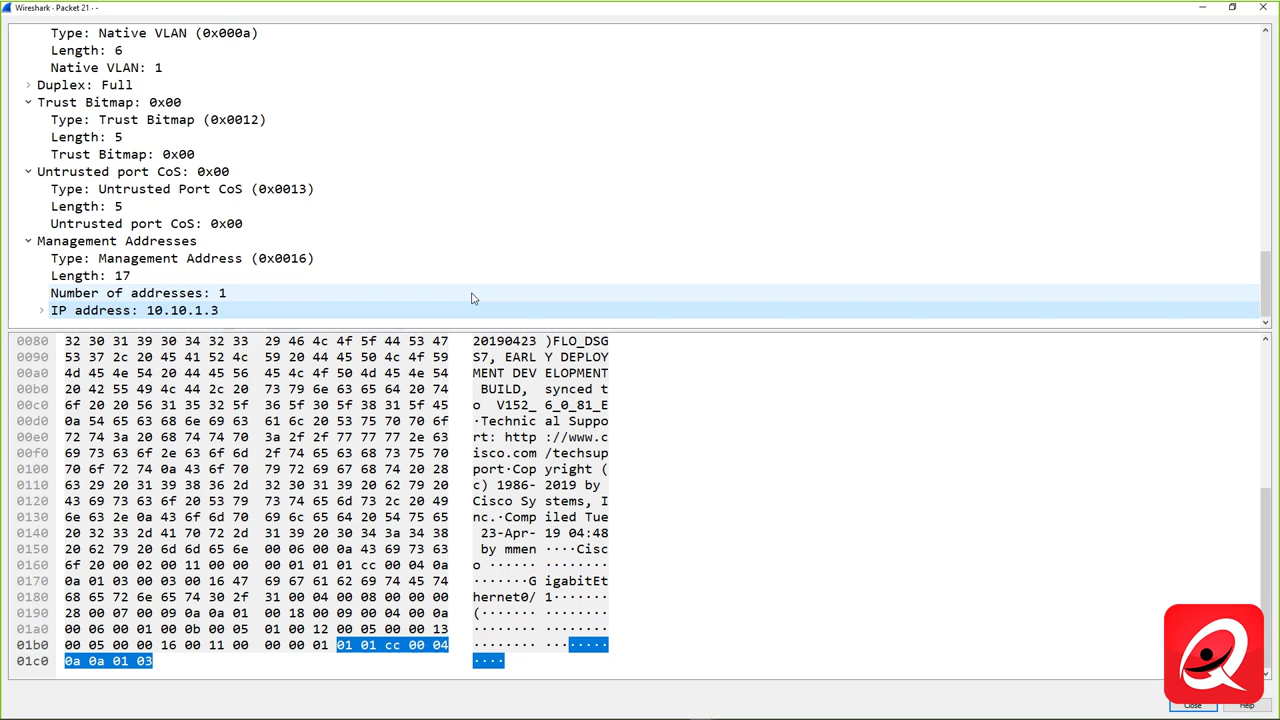 Wireshark · Packet 21 · -
Type: Native VLAN (0x000a)
Length: 6
Native VLAN: 1
Duplex: Full
Trust Bitmap: 0x00
Type: Trust Bitmap (0x0012)
Length: 5
Trust Bitmap: 0x00
Untrusted port CoS: 0x00
Type: Untrusted Port CoS (0x0013)
Length: 5
Untrusted port CoS: 0x00
Management Addresses
Type: Management Address (0x0016)
Length: 17
Number of addresses: 1
IP address: 10.10.1.3
0080 32 30 31 39 30 34 32 33 29 46 4c 4f 5f 44 53 47 20190423 )FLO_DSG
0090 53 37 2c 20 45 41 52 4c 59 20 44 45 50 4c 4f 59 S7, EARL Y DEPLOY
00a0 4d 45 4e 54 20 44 45 56 45 4c 4f 50 4d 45 4e 54 MENT DEV ELOPMENT
00b0 20 42 55 49 4c 44 2c 20 73 79 6e 63 65 64 20 74 BUILD, synced t
00c0 6f 20 20 56 31 35 32 5f 36 5f 30 5f 38 31 5f 45 o V152_ 6_0_81_E
00d0 0a 54 65 63 68 6e 69 63 61 6c 20 53 75 70 70 6f ·Technic al Suppo
00e0 72 74 3a 20 68 74 74 70 3a 2f 2f 77 77 77 2e 63 rt: http ://www.c
00f0 69 73 63 6f 2e 63 6f 6d 2f 74 65 63 68 73 75 70 isco.com /techsup
0100 70 6f 72 74 0a 43 6f 70 79 72 69 67 68 74 20 28 port·Cop yright (
0110 63 29 20 31 39 38 36 2d 32 30 31 39 20 62 79 20 c) 1986- 2019 by
0120 43 69 73 63 6f 20 53 79 73 74 65 6d 73 2c 20 49 Cisco Sy stems, I
0130 6e 63 2e 0a 43 6f 6d 70 69 6c 65 64 20 54 75 65 nc.·Comp iled Tue
0140 20 32 33 2d 41 70 72 2d 31 39 20 30 34 3a 34 38 23-Apr- 19 04:48
0150 20 62 79 20 6d 6d 65 6e 00 06 00 0a 43 69 73 63 by mmen ····Cisc
0160 6f 20 00 02 00 11 00 00 00 01 01 01 cc 00 04 0a o ······· ········
0170 0a 01 03 00 03 00 16 47 69 67 61 62 69 74 45 74 ·······G igabitEt
0180 68 65 72 6e 65 74 30 2f 31 00 04 00 08 00 00 00 hernet0/ 1·······
0190 28 00 07 00 09 0a 0a 01 00 18 00 09 00 04 00 0a (······· ········
01a0 00 06 00 01 00 0b 00 05 01 00 12 00 05 00 00 13 ········ ········
01b0 00 05 00 00 16 00 11 00 00 00 01 01 01 cc 00 04 ········ ········
01c0 0a 0a 01 03 ····
Close Help